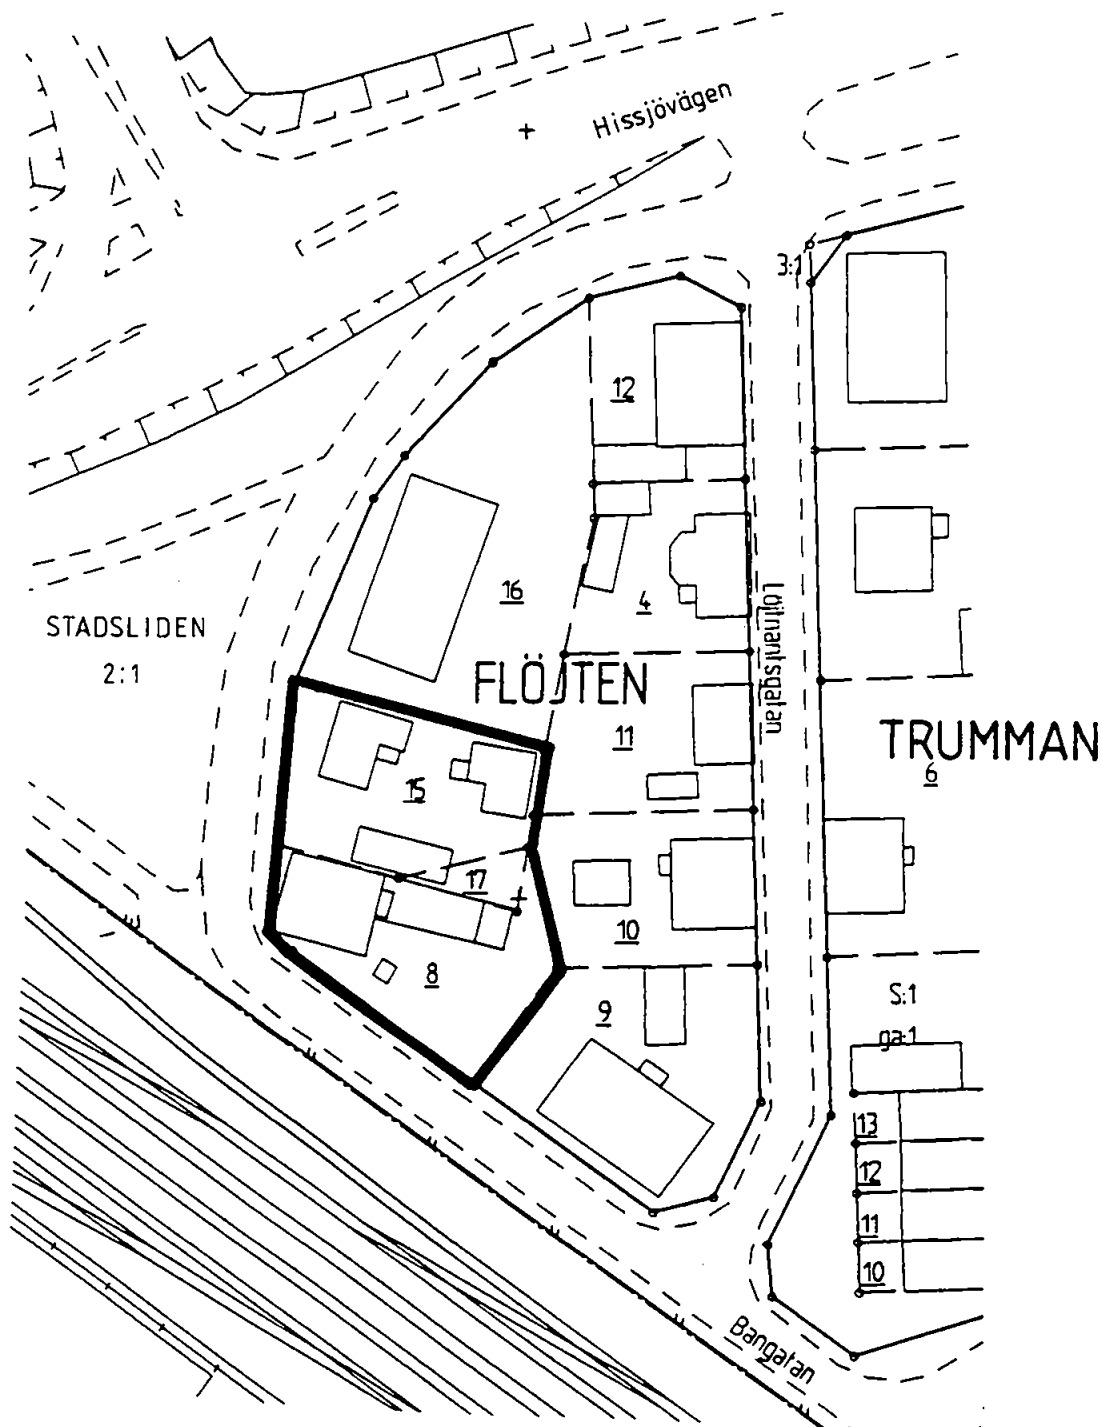 Hissjövägen
3:1
12
16
4
STADSLIDEN
2:1
FLÖJTEN
Löjtnantsgatan
11
TRUMMAN
6
15
17
10
8
9
S:1
ga:1
13
12
11
10
Bangatan